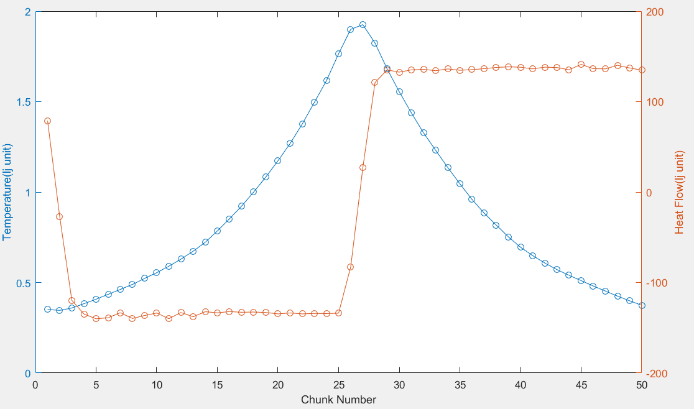 2
1.5
1
0.5
0
Temperature(lj unit)
200
100
0
-100
-200
Heat Flow(lj unit)
0 5 10 15 20 25 30 35 40 45 50
Chunk Number